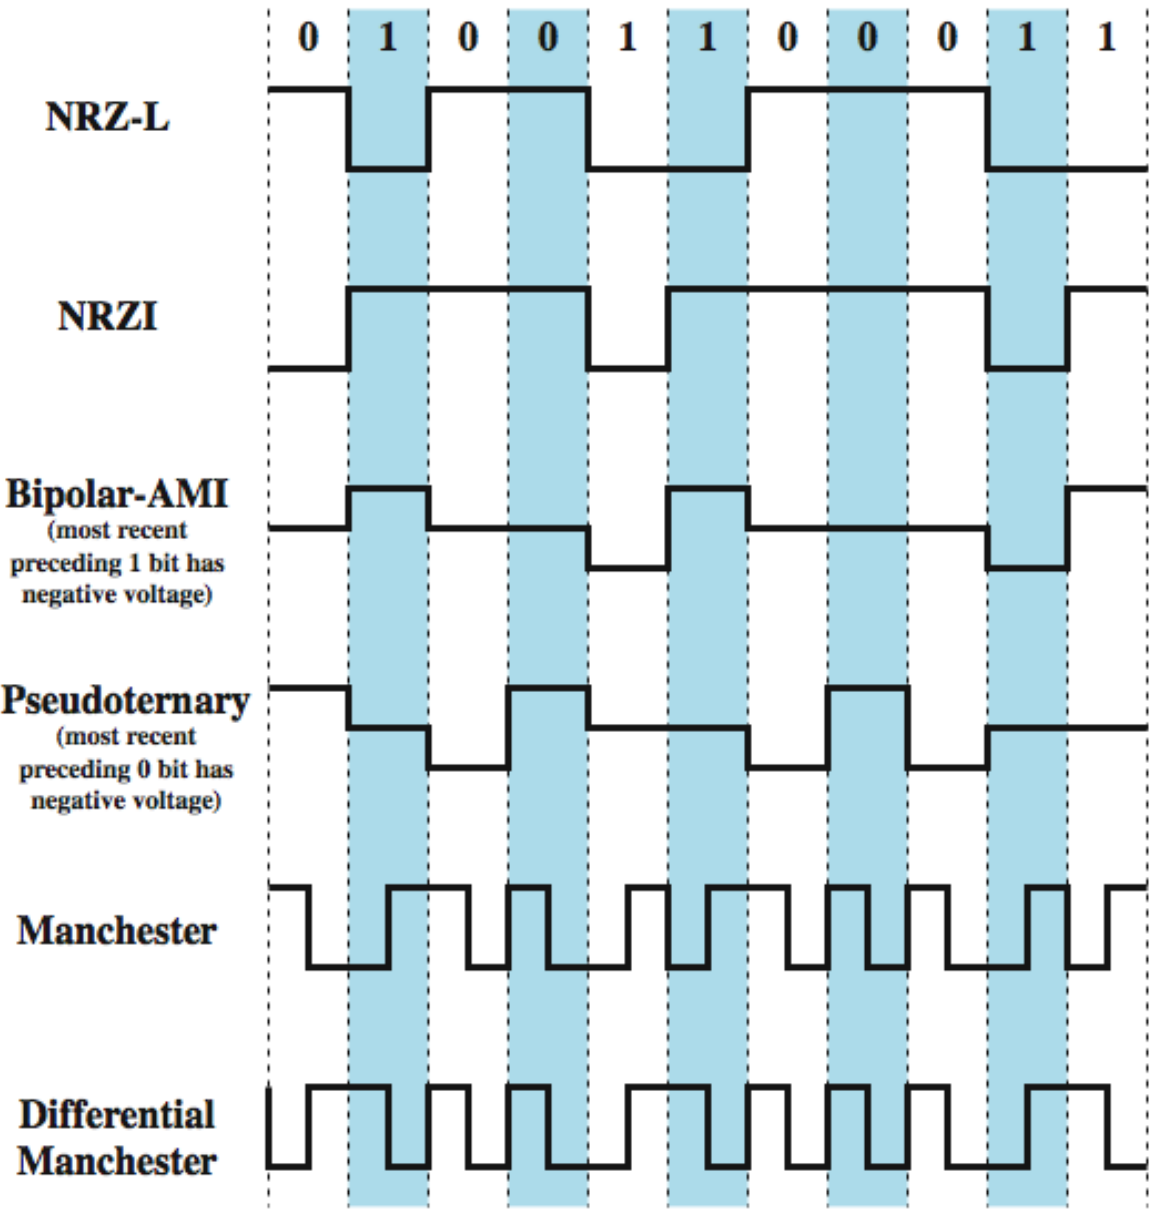 0 1 0 0 1 1 0 0 0 1 1
NRZ-L
NRZI
Bipolar-AMI
(most recent
preceding 1 bit has
negative voltage)
Pseudoternary
(most recent
preceding 0 bit has
negative voltage)
Manchester
Differential
Manchester